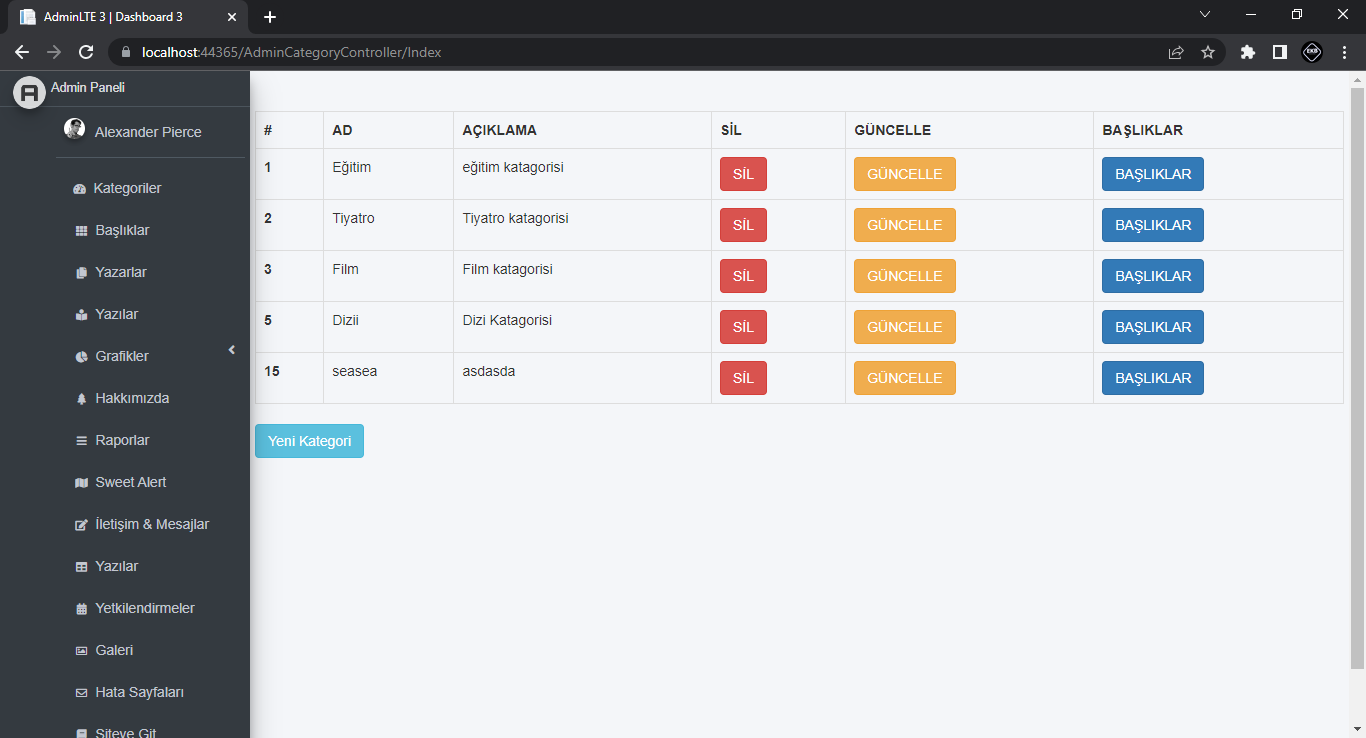 AdminLTE 3 | Dashboard 3
localhost:44365/AdminCategoryController/Index
EKB
Admin Paneli
Alexander Pierce
Kategoriler
Başlıklar
Yazarlar
Yazılar
Grafikler
Hakkımızda
Raporlar
Sweet Alert
İletişim & Mesajlar
Yazılar
Yetkilendirmeler
Galeri
Hata Sayfaları
Siteye Git
# AD AÇIKLAMA SİL GÜNCELLE BAŞLIKLAR
1 Eğitim eğitim katagorisi SİL GÜNCELLE BAŞLIKLAR
2 Tiyatro Tiyatro katagorisi SİL GÜNCELLE BAŞLIKLAR
3 Film Film katagorisi SİL GÜNCELLE BAŞLIKLAR
5 Dizii Dizi Katagorisi SİL GÜNCELLE BAŞLIKLAR
15 seasea asdasda SİL GÜNCELLE BAŞLIKLAR
Yeni Kategori